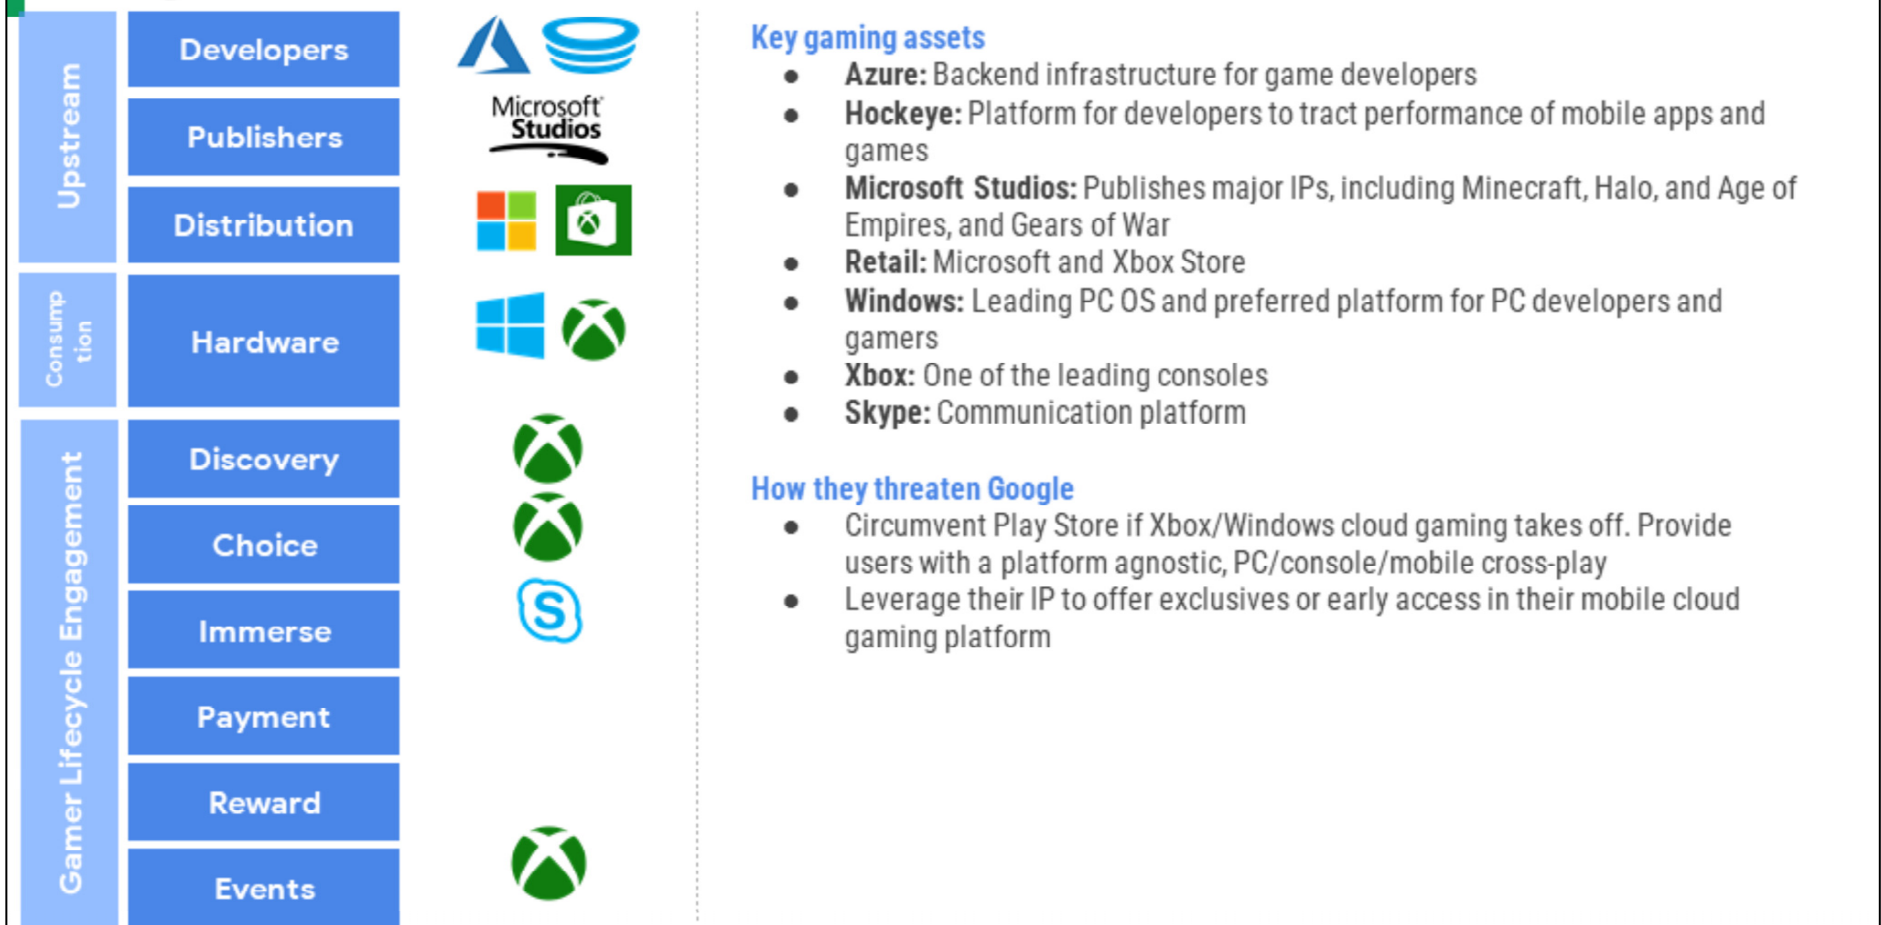 Upstream
Developers
Publishers
Distribution
Consump
tion
Hardware
Gamer Lifecycle Engagement
Discovery
Choice
Immerse
Payment
Reward
Events
Microsoft
Studios
S
Key gaming assets
● Azure: Backend infrastructure for game developers
● Hockeye: Platform for developers to tract performance of mobile apps and
games
● Microsoft Studios: Publishes major IPs, including Minecraft, Halo, and Age of
Empires, and Gears of War
● Retail: Microsoft and Xbox Store
● Windows: Leading PC OS and preferred platform for PC developers and
gamers
● Xbox: One of the leading consoles
● Skype: Communication platform
How they threaten Google
● Circumvent Play Store if Xbox/Windows cloud gaming takes off. Provide
users with a platform agnostic, PC/console/mobile cross-play
● Leverage their IP to offer exclusives or early access in their mobile cloud
gaming platform